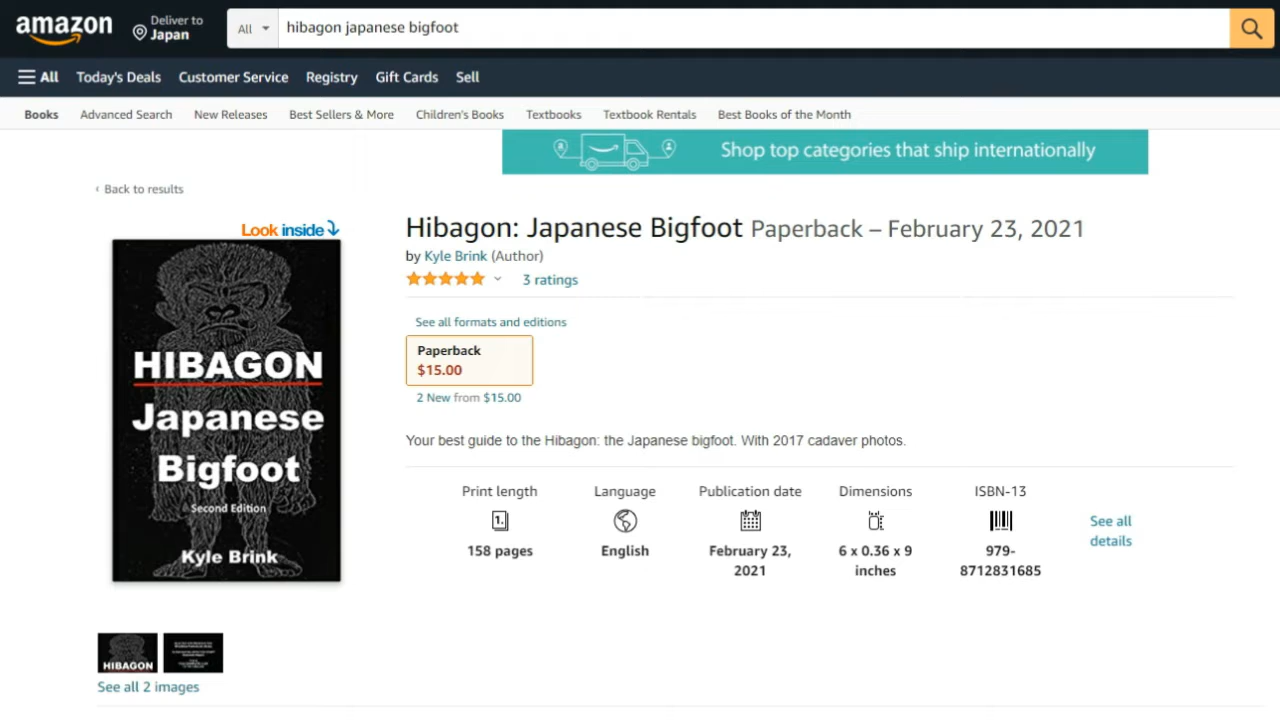 amazon
Deliver to
Japan
All
hibagon japanese bigfoot
All Today's Deals Customer Service Registry Gift Cards Sell
Books Advanced Search New Releases Best Sellers & More Children's Books Textbooks Textbook Rentals Best Books of the Month
Shop top categories that ship internationally
‹ Back to results
Look inside
HIBAGON
Japanese
Bigfoot
Second Edition
Kyle Brink
HIBAGON
See all 2 images
Hibagon: Japanese Bigfoot Paperback – February 23, 2021
by Kyle Brink (Author)
3 ratings
See all formats and editions
Paperback
$15.00
2 New from $15.00
Your best guide to the Hibagon: the Japanese bigfoot. With 2017 cadaver photos.
Print length
1.
158 pages
Language
English
Publication date
February 23,
2021
Dimensions
6 x 0.36 x 9
inches
ISBN-13
979-
8712831685
See all
details